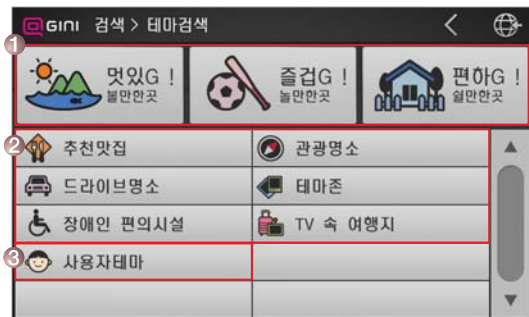 GINI 검색 > 테마검색
1
멋있G !
볼만한곳
즐겁G !
놀만한곳
편하G !
쉴만한곳
2
추천맛집
관광명소
드라이브명소
테마존
장애인 편의시설
TV 속 여행지
3
사용자테마